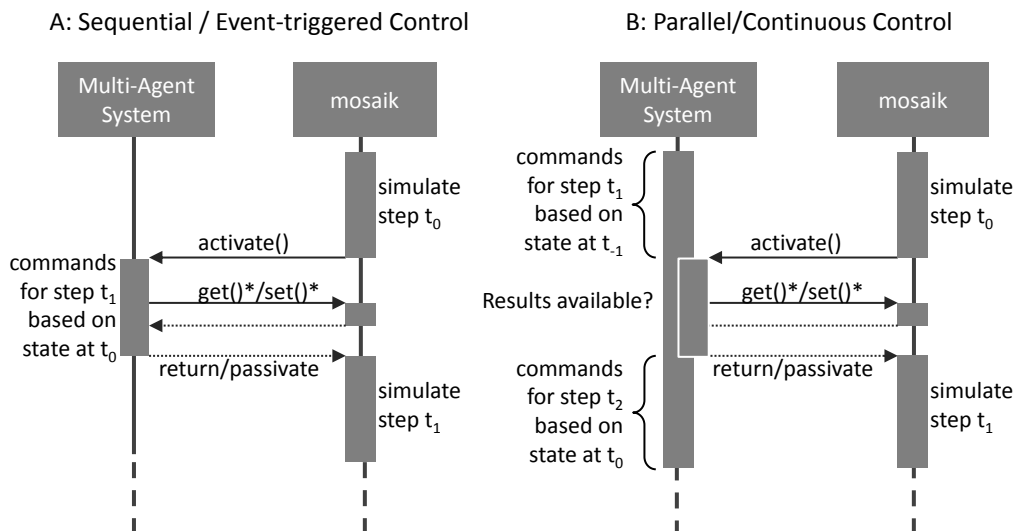 A: Sequential / Event-triggered Control
Multi-Agent
System
mosaik
simulate
step t0
activate()
commands
for step t1
based on
state at t0
get()*/set()*
return/passivate
simulate
step t1
B: Parallel/Continuous Control
Multi-Agent
System
mosaik
commands
for step t1
based on
state at t-1
simulate
step t0
activate()
Results available?
get()*/set()*
return/passivate
commands
for step t2
based on
state at t0
simulate
step t1